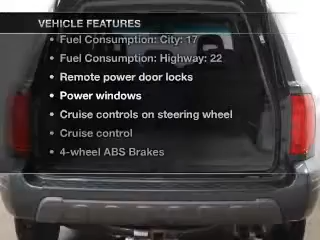 VEHICLE FEATURES
• Fuel Consumption: City: 17
• Fuel Consumption: Highway: 22
• Remote power door locks
• Power windows
• Cruise controls on steering wheel
• Cruise control
• 4-wheel ABS Brakes